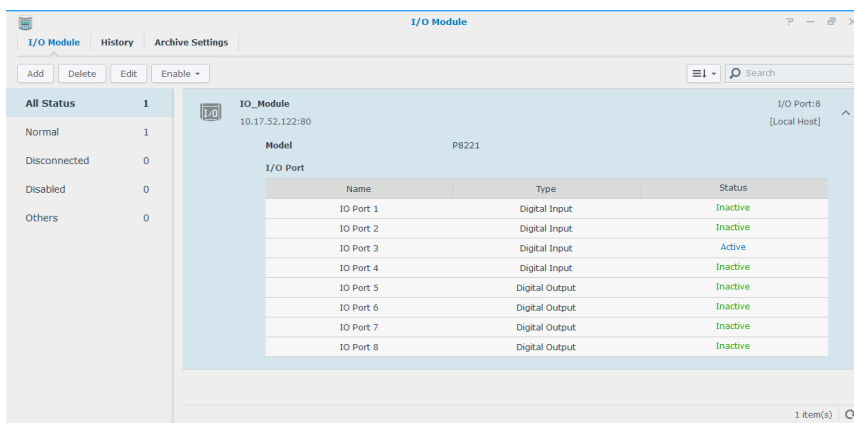 I/O Module
I/O Module History Archive Settings
Add Delete Edit Enable Search
All Status 1
Normal 1
Disconnected 0
Disabled 0
Others 0
I/O
IO_Module I/O Port:8
10.17.52.122:80 [Local Host]
Model P8221
I/O Port
Name Type Status
IO Port 1 Digital Input Inactive
IO Port 2 Digital Input Inactive
IO Port 3 Digital Input Active
IO Port 4 Digital Input Inactive
IO Port 5 Digital Output Inactive
IO Port 6 Digital Output Inactive
IO Port 7 Digital Output Inactive
IO Port 8 Digital Output Inactive
1 item(s)